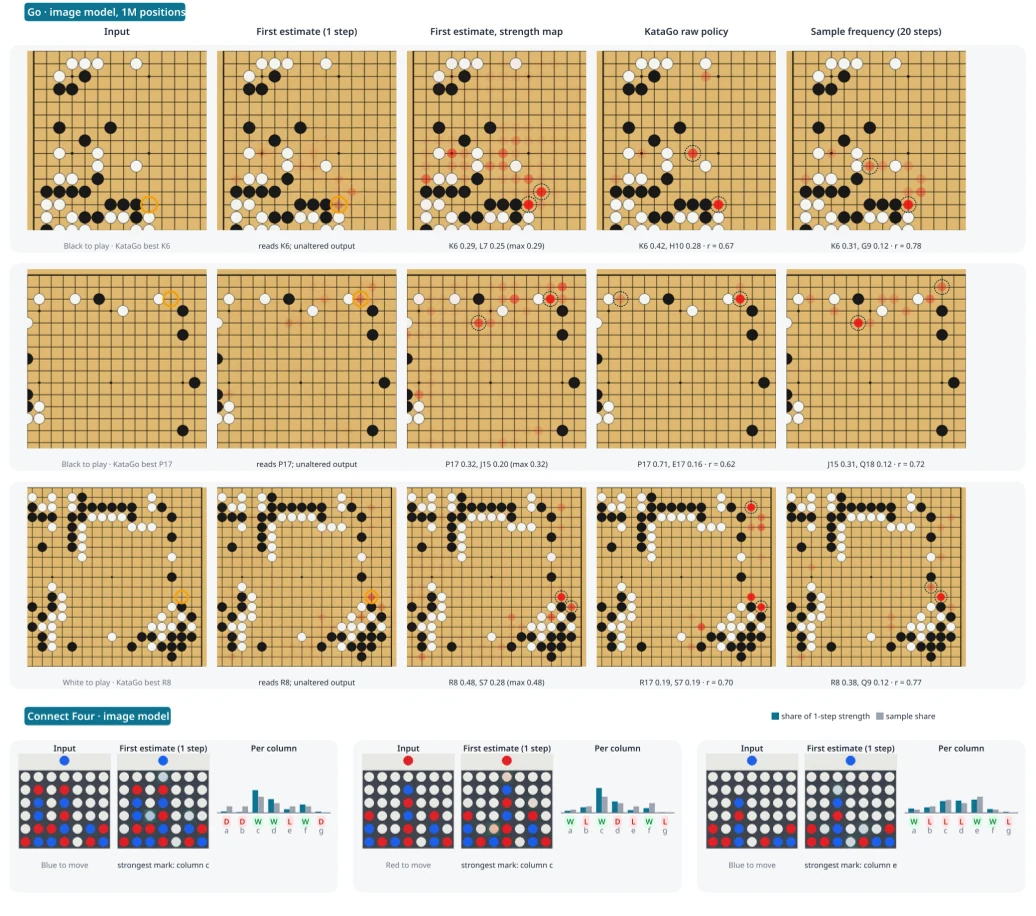 Go · image model, 1M positions
Input
First estimate (1 step)
First estimate, strength map
KataGo raw policy
Sample frequency (20 steps)
Black to play · KataGo best K6
reads K6; unaltered output
K6 0.29, L7 0.25 (max 0.29)
K6 0.42, H10 0.28 · r = 0.67
K6 0.31, G9 0.12 · r = 0.78
Black to play · KataGo best P17
reads P17; unaltered output
P17 0.32, J15 0.20 (max 0.32)
P17 0.71, E17 0.16 · r = 0.62
J15 0.31, Q18 0.12 · r = 0.72
White to play · KataGo best R8
reads R8; unaltered output
R8 0.48, S7 0.28 (max 0.48)
R17 0.19, S7 0.19 · r = 0.70
R8 0.38, Q9 0.12 · r = 0.77
Connect Four · image model
share of 1-step strength
sample share
Input
First estimate (1 step)
Per column
D D W W L W D
a b c d e f g
Blue to move
strongest mark: column c
Input
First estimate (1 step)
Per column
W L W D L W L
a b c d e f g
Red to move
strongest mark: column c
Input
First estimate (1 step)
Per column
W L L L W W L
a b c d e f g
Blue to move
strongest mark: column e